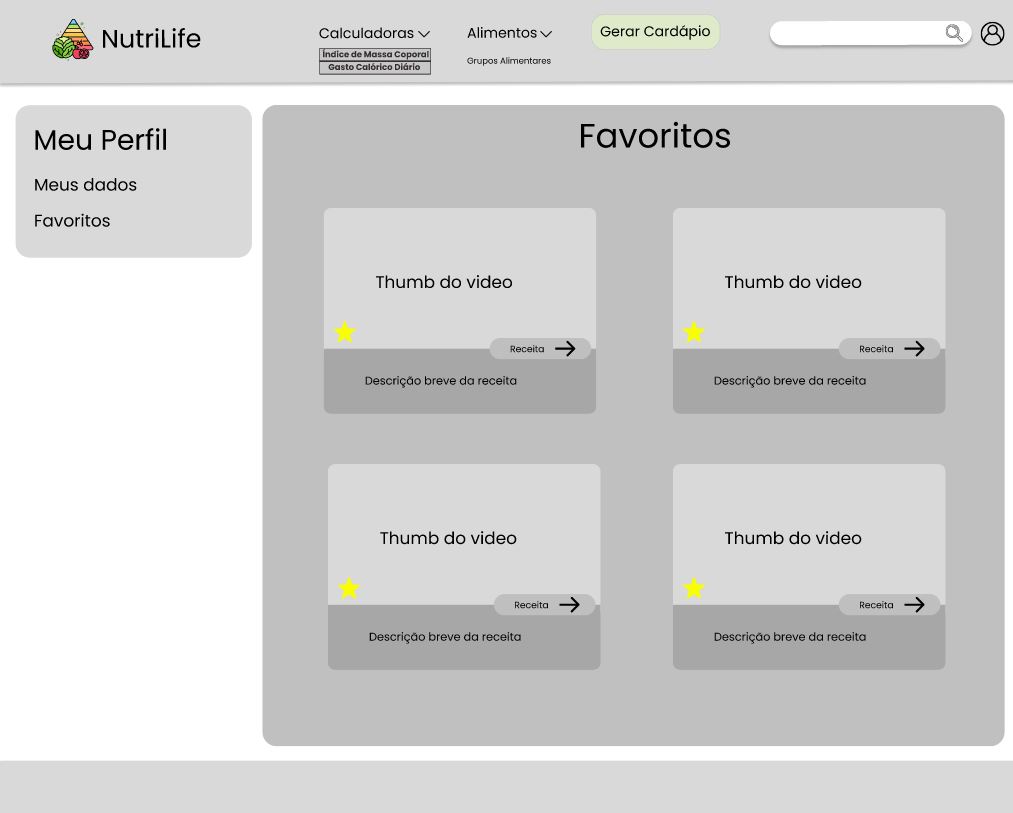 NutriLife
Calculadoras
Índice de Massa Coporal
Gasto Calórico Diário
Alimentos
Grupos Alimentares
Gerar Cardápio
Meu Perfil
Meus dados
Favoritos
Favoritos
Thumb do video
Receita
Descrição breve da receita
Thumb do video
Receita
Descrição breve da receita
Thumb do video
Receita
Descrição breve da receita
Thumb do video
Receita
Descrição breve da receita